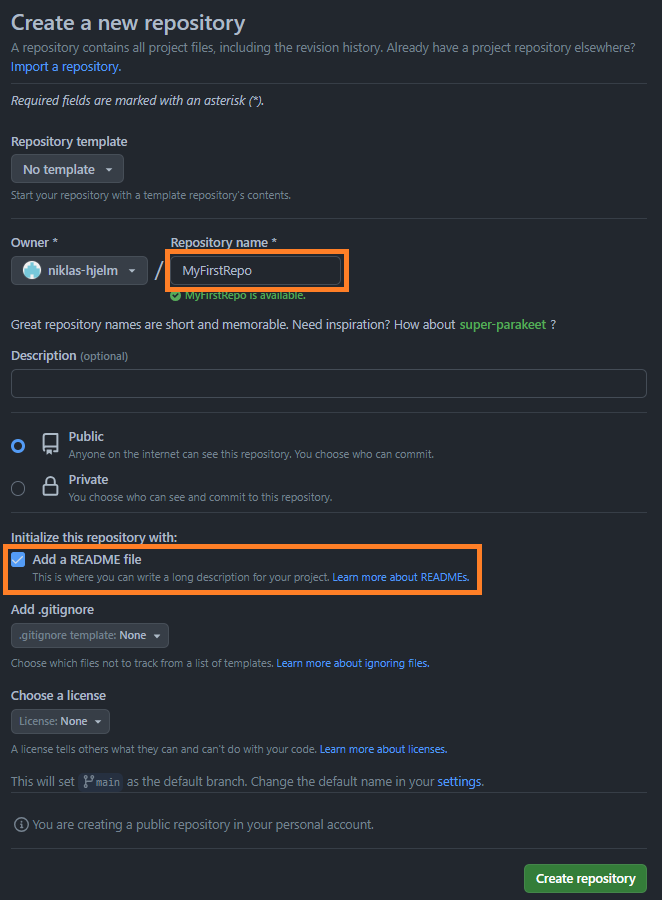 Create a new repository
A repository contains all project files, including the revision history. Already have a project repository elsewhere?
Import a repository.
Required fields are marked with an asterisk (*).
Repository template
No template
Start your repository with a template repository's contents.
Owner * Repository name *
niklas-hjelm / MyFirstRepo
MyFirstRepo is available.
Great repository names are short and memorable. Need inspiration? How about super-parakeet ?
Description (optional)
Public
Anyone on the internet can see this repository. You choose who can commit.
Private
You choose who can see and commit to this repository.
Initialize this repository with:
Add a README file
This is where you can write a long description for your project. Learn more about READMEs.
Add .gitignore
.gitignore template: None
Choose which files not to track from a list of templates. Learn more about ignoring files.
Choose a license
License: None
A license tells others what they can and can't do with your code. Learn more about licenses.
This will set main as the default branch. Change the default name in your settings.
You are creating a public repository in your personal account.
Create repository